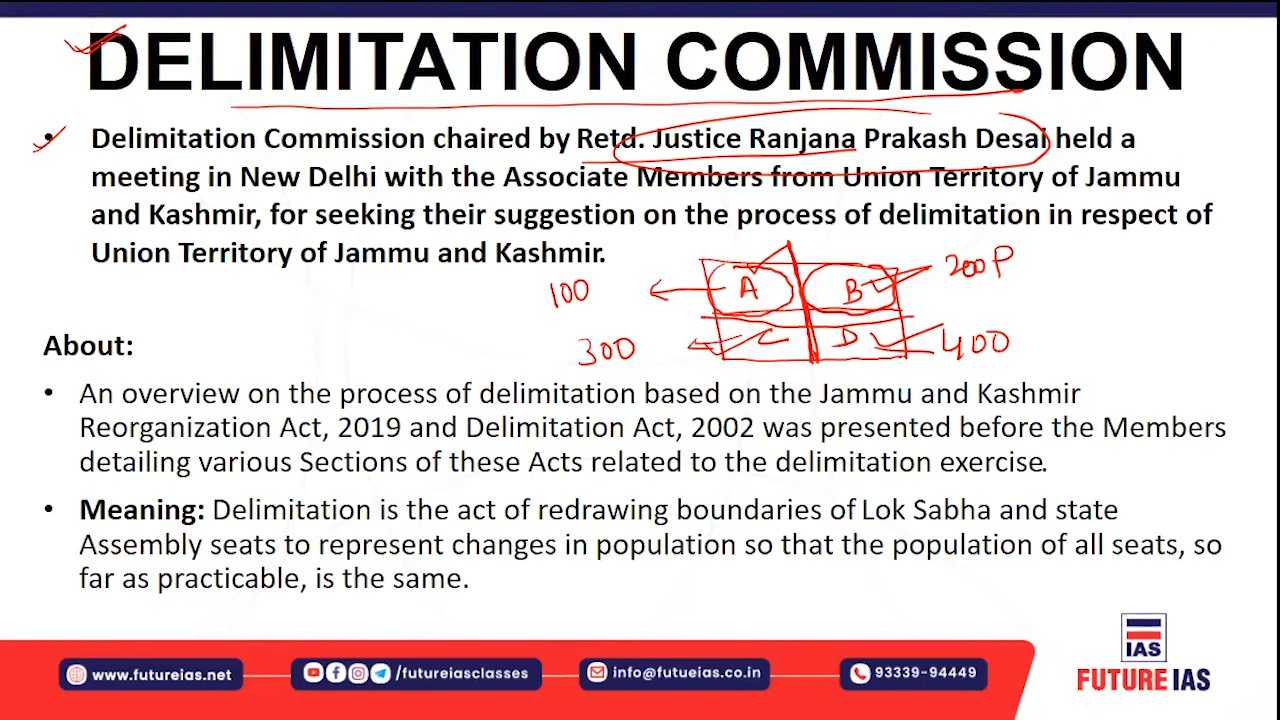 DELIMITATION COMMISSION
• Delimitation Commission chaired by Retd. Justice Ranjana Prakash Desai held a
meeting in New Delhi with the Associate Members from Union Territory of Jammu
and Kashmir, for seeking their suggestion on the process of delimitation in respect of
Union Territory of Jammu and Kashmir.
100 A B 200P
300 C D 400
About:
• An overview on the process of delimitation based on the Jammu and Kashmir
Reorganization Act, 2019 and Delimitation Act, 2002 was presented before the Members
detailing various Sections of these Acts related to the delimitation exercise.
• Meaning: Delimitation is the act of redrawing boundaries of Lok Sabha and state
Assembly seats to represent changes in population so that the population of all seats, so
far as practicable, is the same.
www.futureias.net /futureiasclasses info@futueias.co.in 93339-94449
IAS
FUTURE IAS